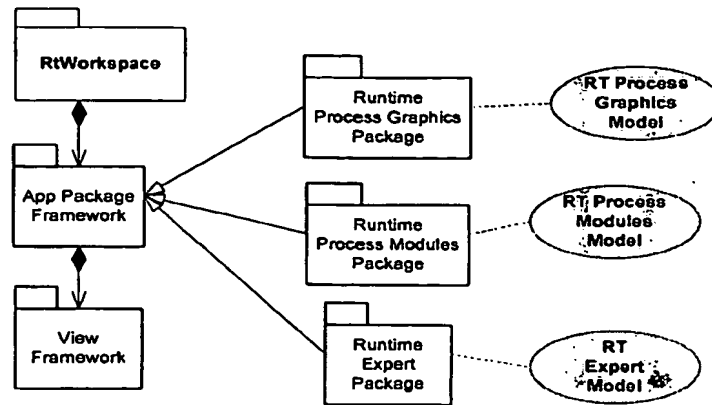 RtWorkspace
App Package
Framework
View
Framework
Runtime
Process Graphics
Package
Runtime
Process Modules
Package
Runtime
Expert
Package
RT Process
Graphics
Model
RT Process
Modules
Model
RT
Expert
Model